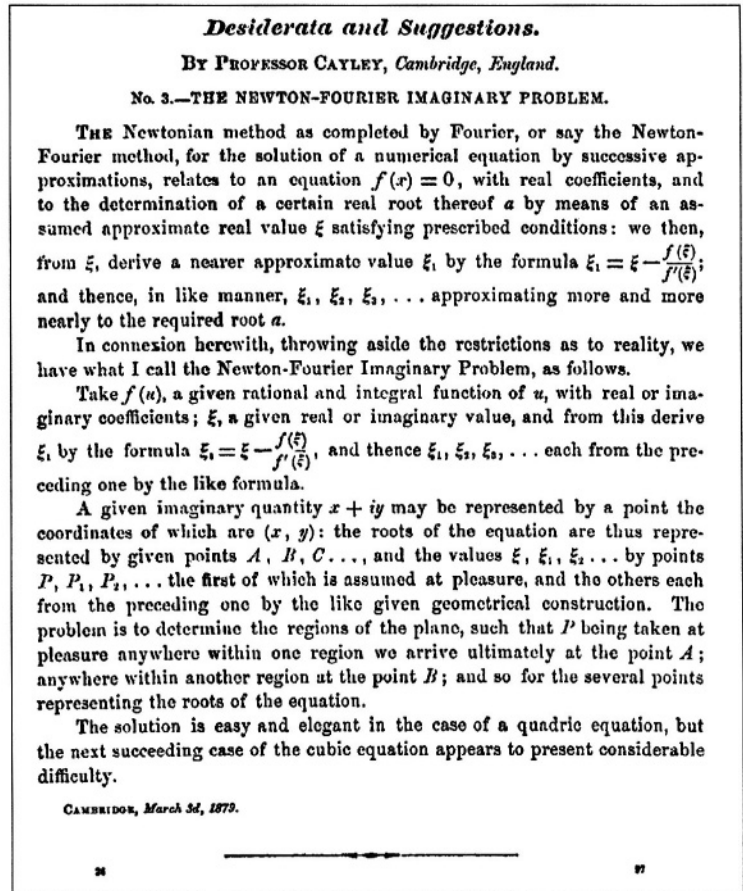 Desiderata and Suggestions.
BY PROFESSOR CAYLEY, Cambridge, England.
No. 3.—THE NEWTON-FOURIER IMAGINARY PROBLEM.
THE Newtonian method as completed by Fourier, or say the Newton-
Fourier method, for the solution of a numerical equation by successive ap-
proximations, relates to an equation f(x) = 0, with real coefficients, and
to the determination of a certain real root thereof a by means of an as-
sumed approximate real value ξ satisfying prescribed conditions: we then,
from ξ, derive a nearer approximate value ξ₁ by the formula ξ₁ = ξ — f(ξ)/f′(ξ);
and thence, in like manner, ξ₁, ξ₂, ξ₃, . . . approximating more and more
nearly to the required root a.
In connexion herewith, throwing aside the restrictions as to reality, we
have what I call the Newton-Fourier Imaginary Problem, as follows.
Take f(u), a given rational and integral function of u, with real or ima-
ginary coefficients; ξ, a given real or imaginary value, and from this derive
ξ₁ by the formula ξ₁ = ξ — f(ξ)/f′(ξ), and thence ξ₁, ξ₂, ξ₃, . . . each from the pre-
ceding one by the like formula.
A given imaginary quantity x + iy may be represented by a point the
coordinates of which are (x, y): the roots of the equation are thus repre-
sented by given points A, B, C . . ., and the values ξ, ξ₁, ξ₂ . . . by points
P, P₁, P₂, . . . the first of which is assumed at pleasure, and the others each
from the preceding one by the like given geometrical construction. The
problem is to determine the regions of the plane, such that P being taken at
pleasure anywhere within one region we arrive ultimately at the point A;
anywhere within another region at the point B; and so for the several points
representing the roots of the equation.
The solution is easy and elegant in the case of a quadric equation, but
the next succeeding case of the cubic equation appears to present considerable
difficulty.
CAMBRIDGE, March 3d, 1879.